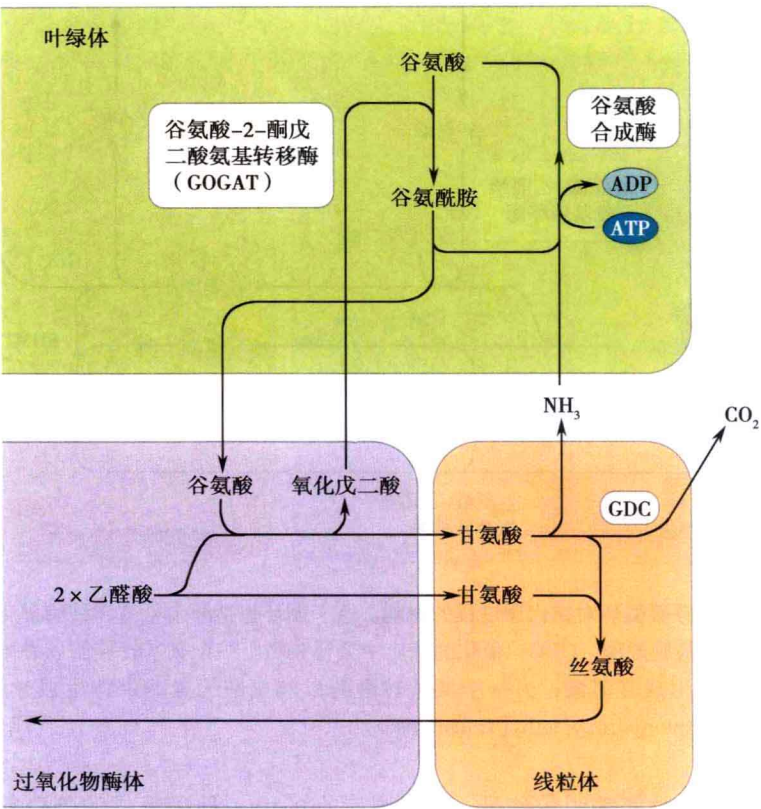 叶绿体
谷氨酸
谷氨酸-2-酮戊
二酸氨基转移酶
（GOGAT）
谷氨酸
合成酶
ADP
ATP
谷氨酰胺
NH₃
CO₂
谷氨酸
氧化戊二酸
甘氨酸
GDC
2×乙醛酸
甘氨酸
丝氨酸
过氧化物酶体
线粒体